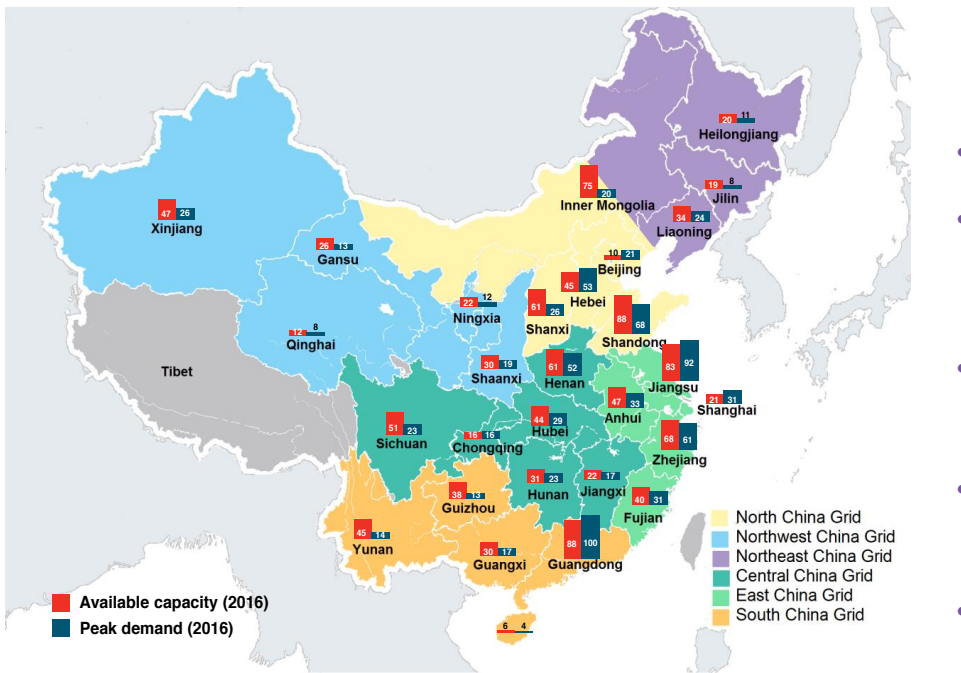 11
20
Heilongjiang
8
19
Jilin
75
20
Inner Mongolia
34 24
Liaoning
47 26
Xinjiang
26 13
Gansu
10 21
Beijing
45 53
Hebei
12
22
Ningxia
61
26
Shanxi
88
68
Shandong
8
12
Qinghai
30 19
Shaanxi
61 52
Henan
83 92
Jiangsu
Tibet
47 33
Anhui
21 31
Shanghai
51
23
Sichuan
16 16
Chongqing
44 29
Hubei
68 61
Zhejiang
38 13
Guizhou
31 23
Hunan
22 17
Jiangxi
40 31
Fujian
45
14
Yunan
30 17
Guangxi
88 100
Guangdong
6 4
North China Grid
Northwest China Grid
Northeast China Grid
Central China Grid
East China Grid
South China Grid
Available capacity (2016)
Peak demand (2016)